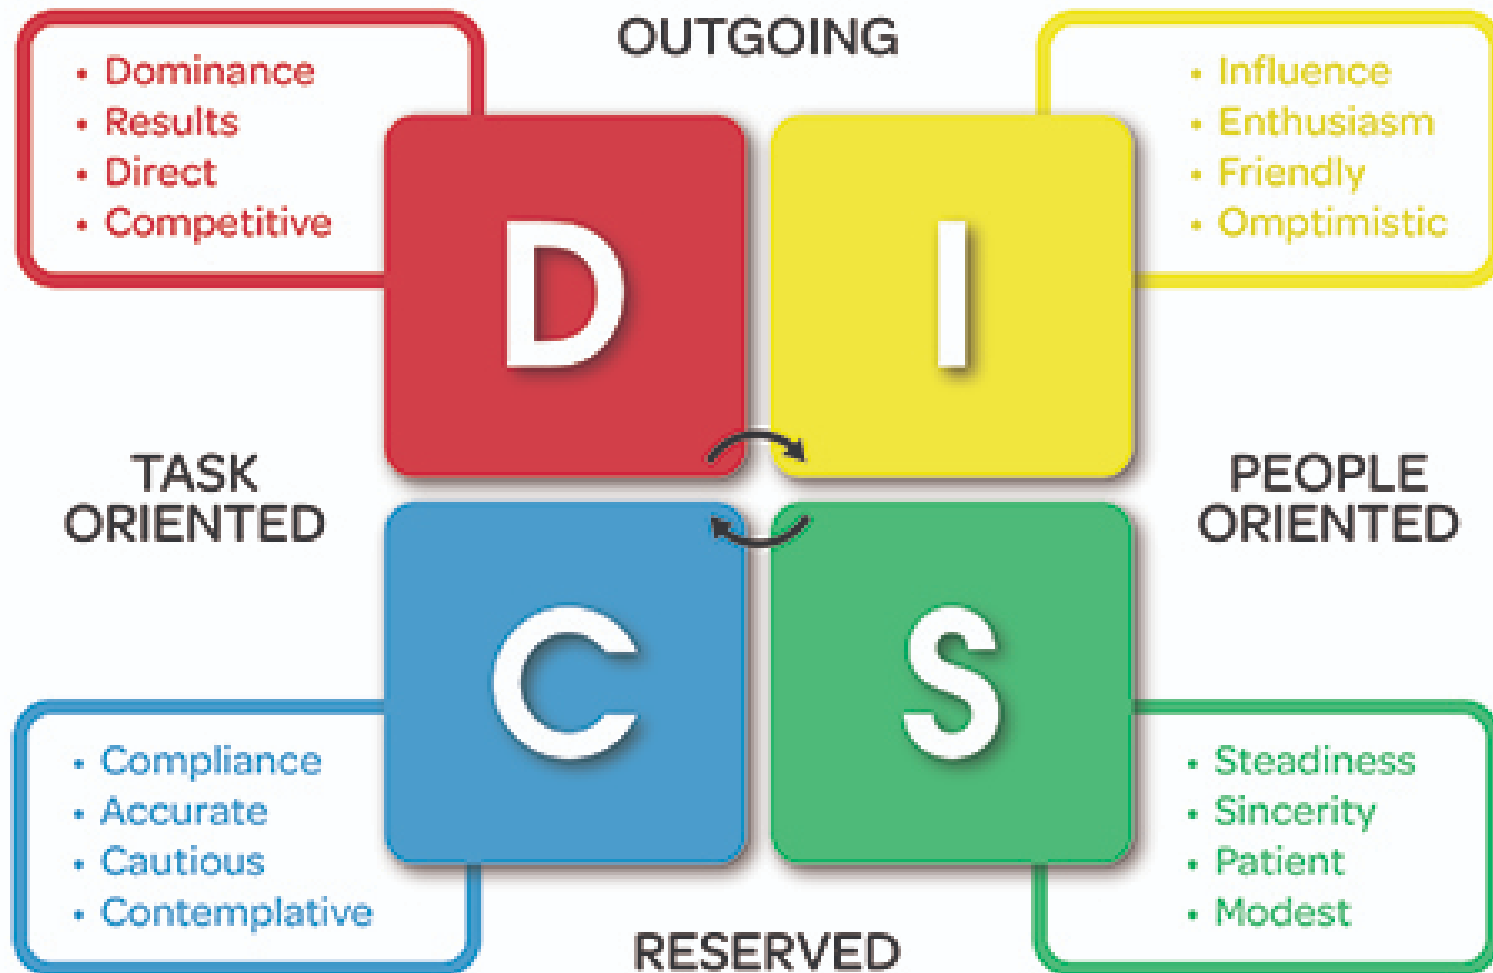 OUTGOING
• Dominance
• Results
• Direct
• Competitive
• Influence
• Enthusiasm
• Friendly
• Omptimistic
D
I
TASK
ORIENTED
PEOPLE
ORIENTED
C
S
• Compliance
• Accurate
• Cautious
• Contemplative
• Steadiness
• Sincerity
• Patient
• Modest
RESERVED